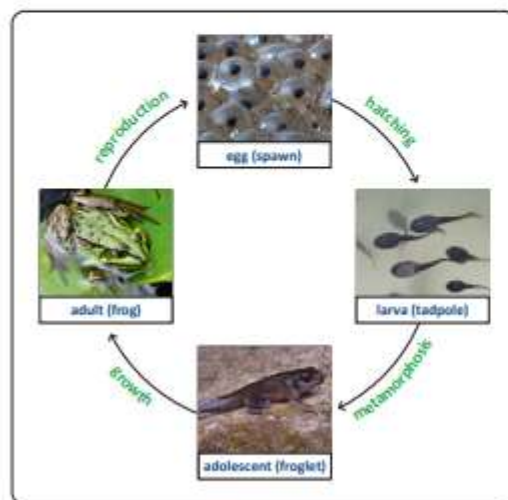 reproduction
hatching
egg (spawn)
adult (frog)
larva (tadpole)
growth
metamorphosis
adolescent (froglet)